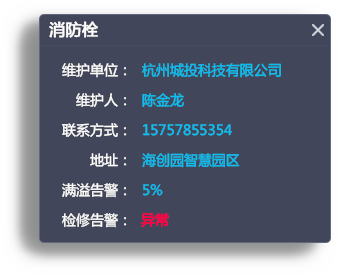 消防栓
维护单位： 杭州城投科技有限公司
维护人： 陈金龙
联系方式： 15757855354
地址： 海创园智慧园区
满溢告警： 5%
检修告警： 异常